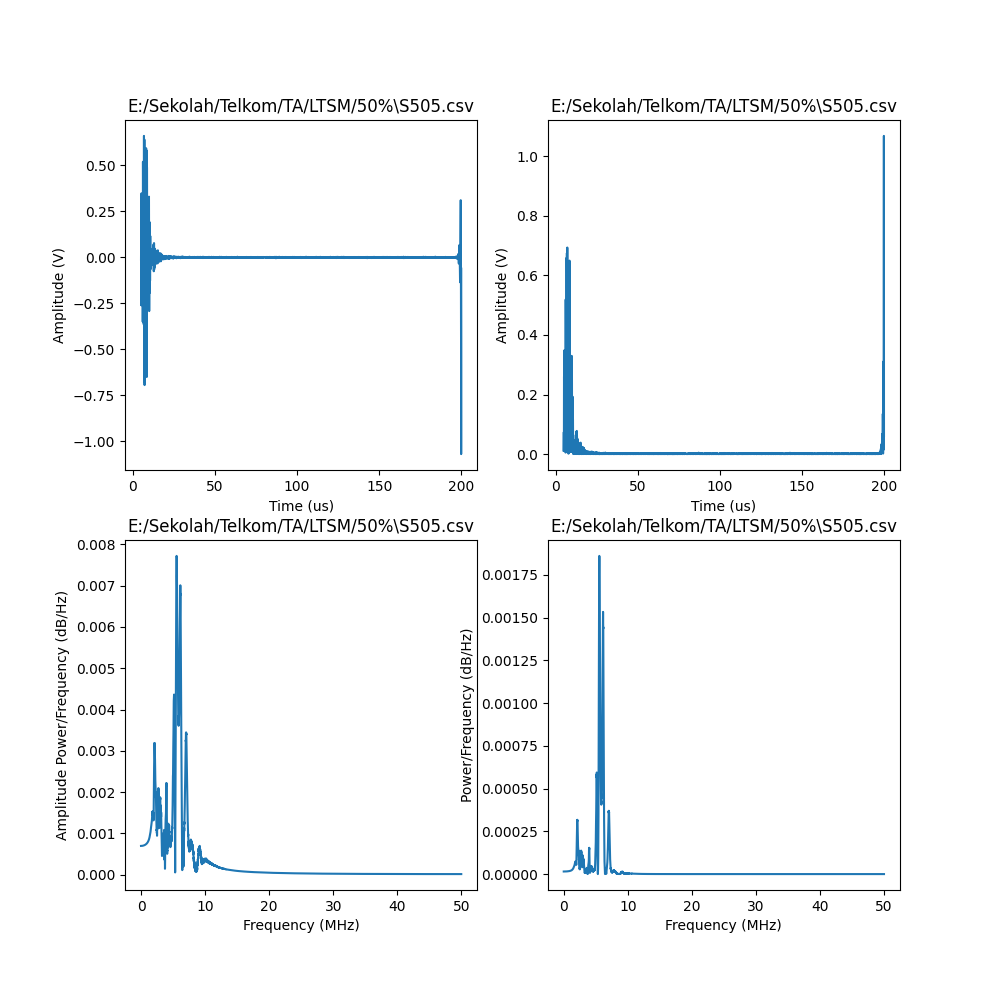 E:/Sekolah/Telkom/TA/LTSM/50%\S505.csv
Amplitude (V)
0.50
0.25
0.00
−0.25
−0.50
−0.75
−1.00
0 50 100 150 200
Time (us)
E:/Sekolah/Telkom/TA/LTSM/50%\S505.csv
Amplitude (V)
1.0
0.8
0.6
0.4
0.2
0.0
0 50 100 150 200
Time (us)
E:/Sekolah/Telkom/TA/LTSM/50%\S505.csv
Amplitude Power/Frequency (dB/Hz)
0.008
0.007
0.006
0.005
0.004
0.003
0.002
0.001
0.000
0 10 20 30 40 50
Frequency (MHz)
E:/Sekolah/Telkom/TA/LTSM/50%\S505.csv
Power/Frequency (dB/Hz)
0.00175
0.00150
0.00125
0.00100
0.00075
0.00050
0.00025
0.00000
0 10 20 30 40 50
Frequency (MHz)